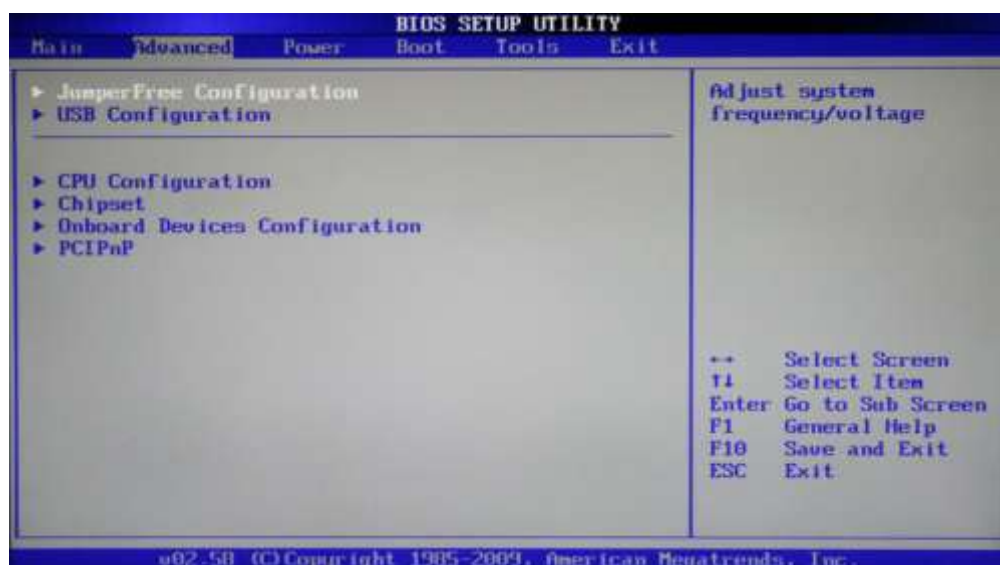 BIOS SETUP UTILITY
Main Advanced Power Boot Tools Exit
► JumperFree Configuration
► USB Configuration
► CPU Configuration
► Chipset
► Onboard Devices Configuration
► PCIPnP
Adjust system
frequency/voltage
←→ Select Screen
↑↓ Select Item
Enter Go to Sub Screen
F1 General Help
F10 Save and Exit
ESC Exit
v02.58 (C)Copyright 1985-2009, American Megatrends, Inc.